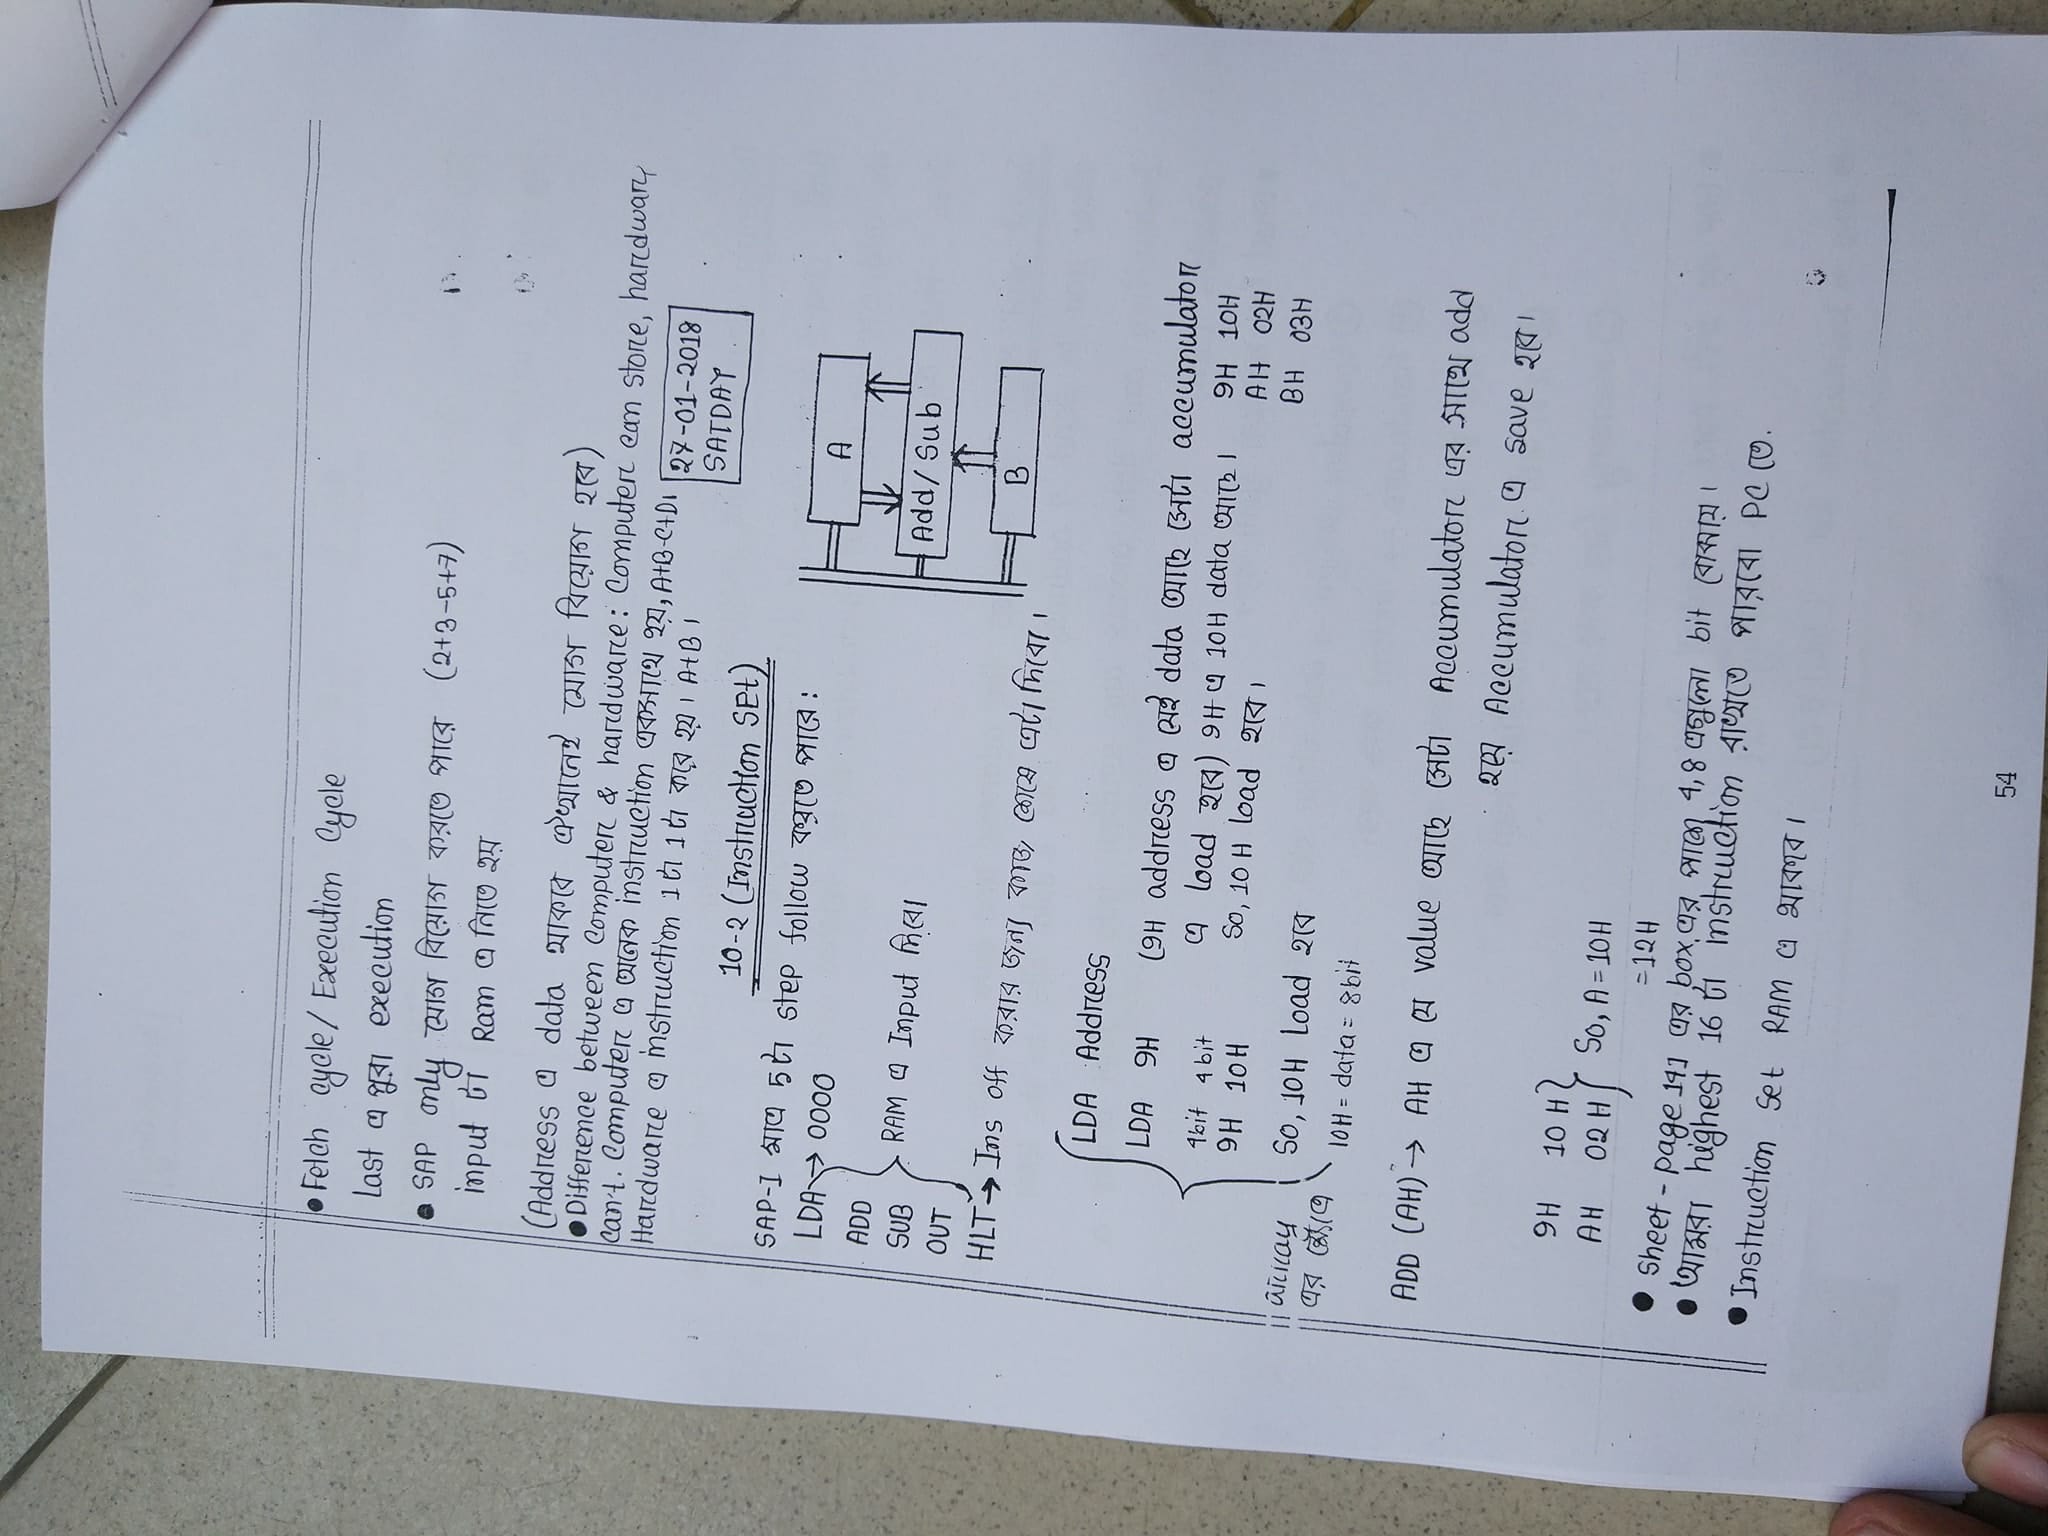 • Fetch cycle/Execution Cycle
Last এ পুরা execution
• SAP only যোগ বিয়োগ করতে পারে (2+3-5+7)
input টা Ram এ নিতে হয়
(Address এ data থাকবে ঐখানেই যোগ বিয়োগ হবে)
• Difference between Computer & hardware: Computer can store, hardware
can't. Computer এ অনেক instruction একসাথে হয়, A+B-C+D।
Hardware এ instruction 1টা 1টা করে হয়। A+B।
27-01-2018
SATDAY
10-2 (Instruction SEt)
SAP-I মাত্র 5টা step follow করতে পারে:
LDA → 0000
ADD
SUB
OUT
RAM এ Input দিবো
HLT → Ins off করার জন্য কাজ শেষে এটা দিবো।
A
Add/Sub
B
LDA Address
LDA 9H (9H address এ যেই data আছে সেটা accumulator
এ load হবে) 9H এ 10H data আছে।
So, 10H load হবে।
4bit 4bit
9H 10H
So, 10H Load হবে
10H = data = 8bit
array
এর ক্ষেত্রে
9H 10H
AH 02H
BH 03H
ADD (AH) → AH এ যে value আছে সেটা Accumulator এর সাথে add
হয়ে Accumulator এ save হবে।
9H 10H
AH 02H
So, A = 10H
= 12H
• Sheet - page 141 এর box এর পাশে 4, 8 এগুলো bit বোঝায়।
• আমরা highest 16 টা instruction রাখতে পারবো PC তে.
• Instruction Set RAM এ থাকবে।
54